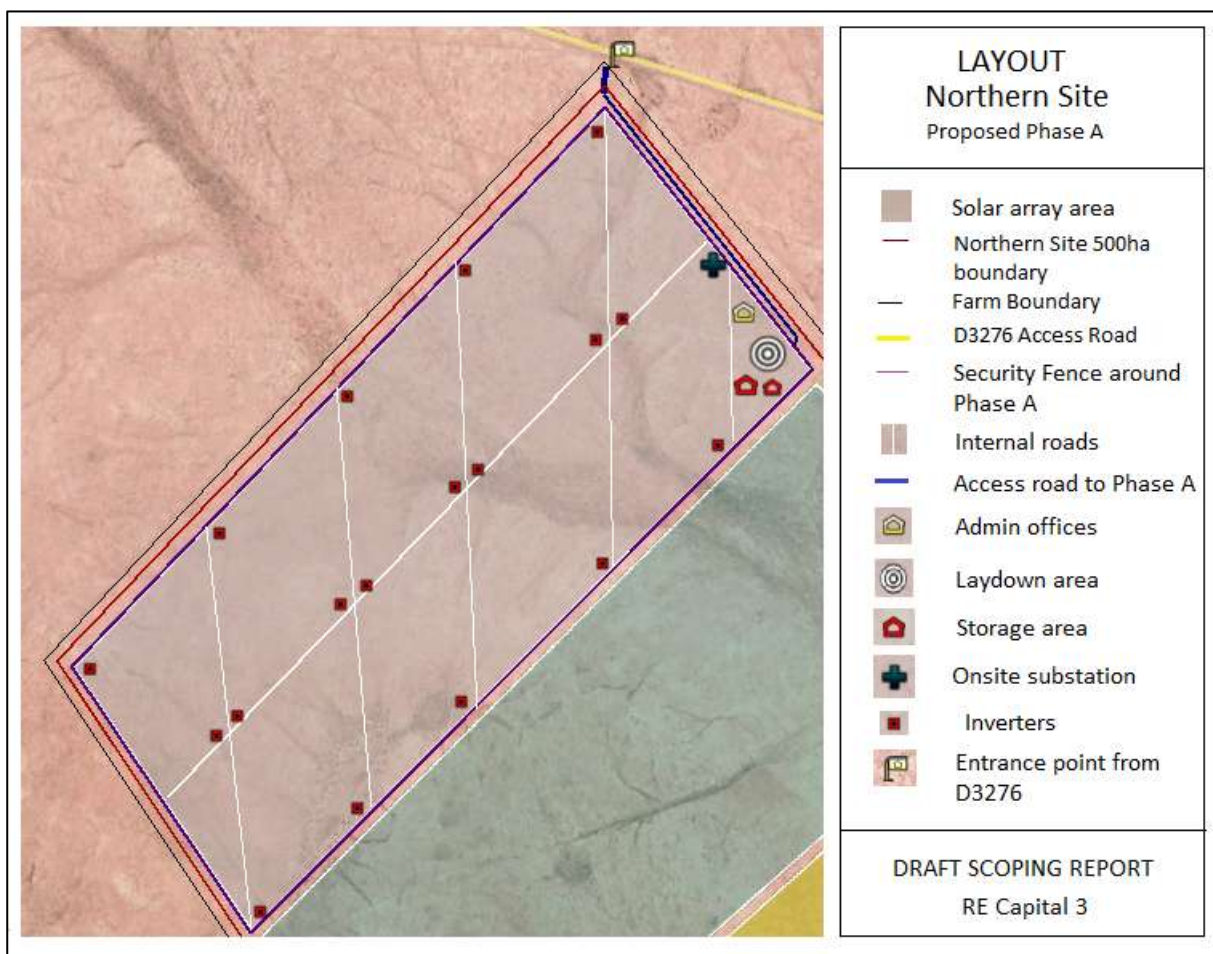 LAYOUT
Northern Site
Proposed Phase A
Solar array area
Northern Site 500ha
boundary
Farm Boundary
D3276 Access Road
Security Fence around
Phase A
Internal roads
Access road to Phase A
Admin offices
Laydown area
Storage area
Onsite substation
Inverters
Entrance point from
D3276
DRAFT SCOPING REPORT
RE Capital 3